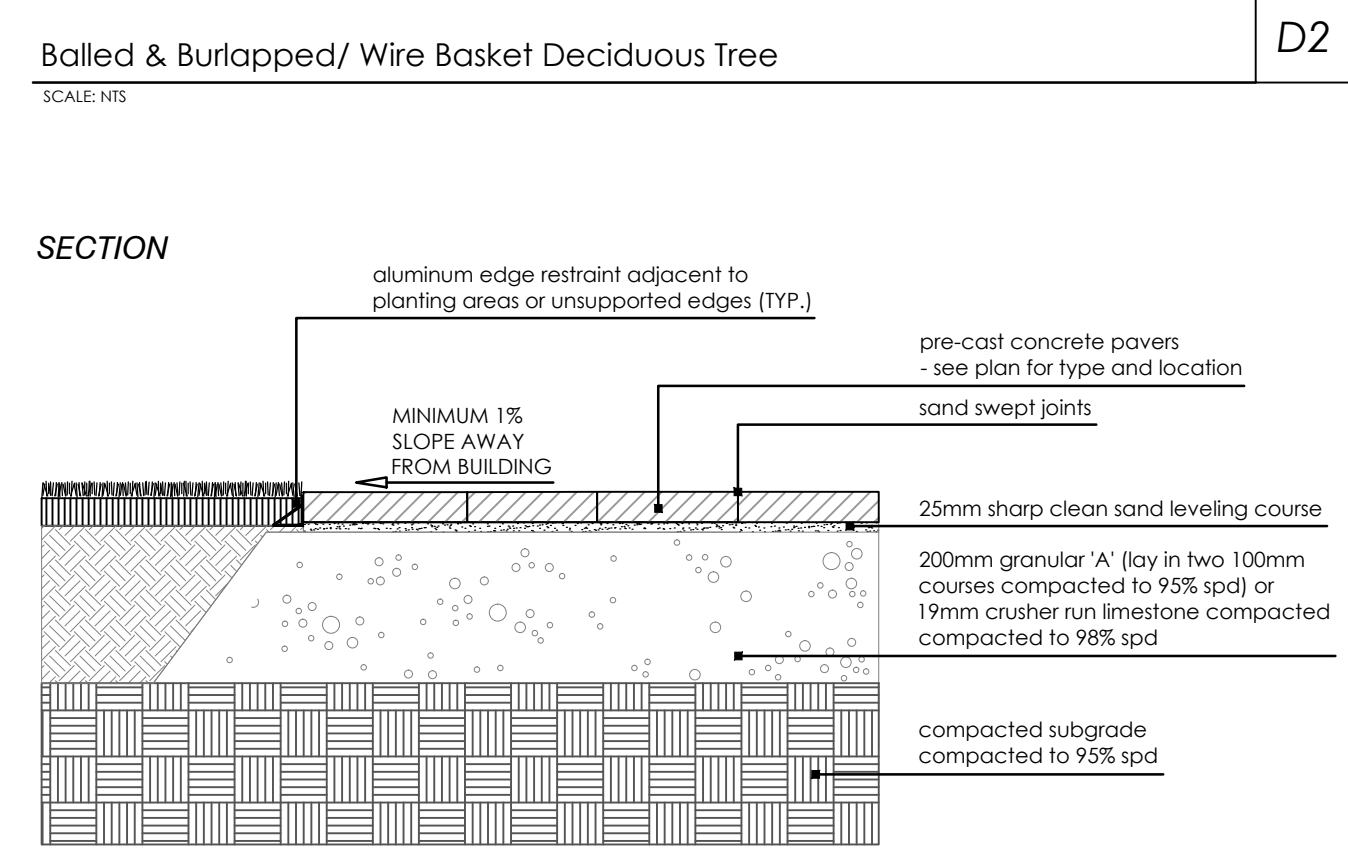 Balled & Burlapped/ Wire Basket Deciduous Tree
D2
SCALE: NTS
SECTION
aluminum edge restraint adjacent to
planting areas or unsupported edges (TYP.)
pre-cast concrete pavers
- see plan for type and location
sand swept joints
MINIMUM 1%
SLOPE AWAY
FROM BUILDING
25mm sharp clean sand leveling course
200mm granular 'A' (lay in two 100mm
courses compacted to 95% spd) or
19mm crusher run limestone compacted
compacted to 98% spd
compacted subgrade
compacted to 95% spd